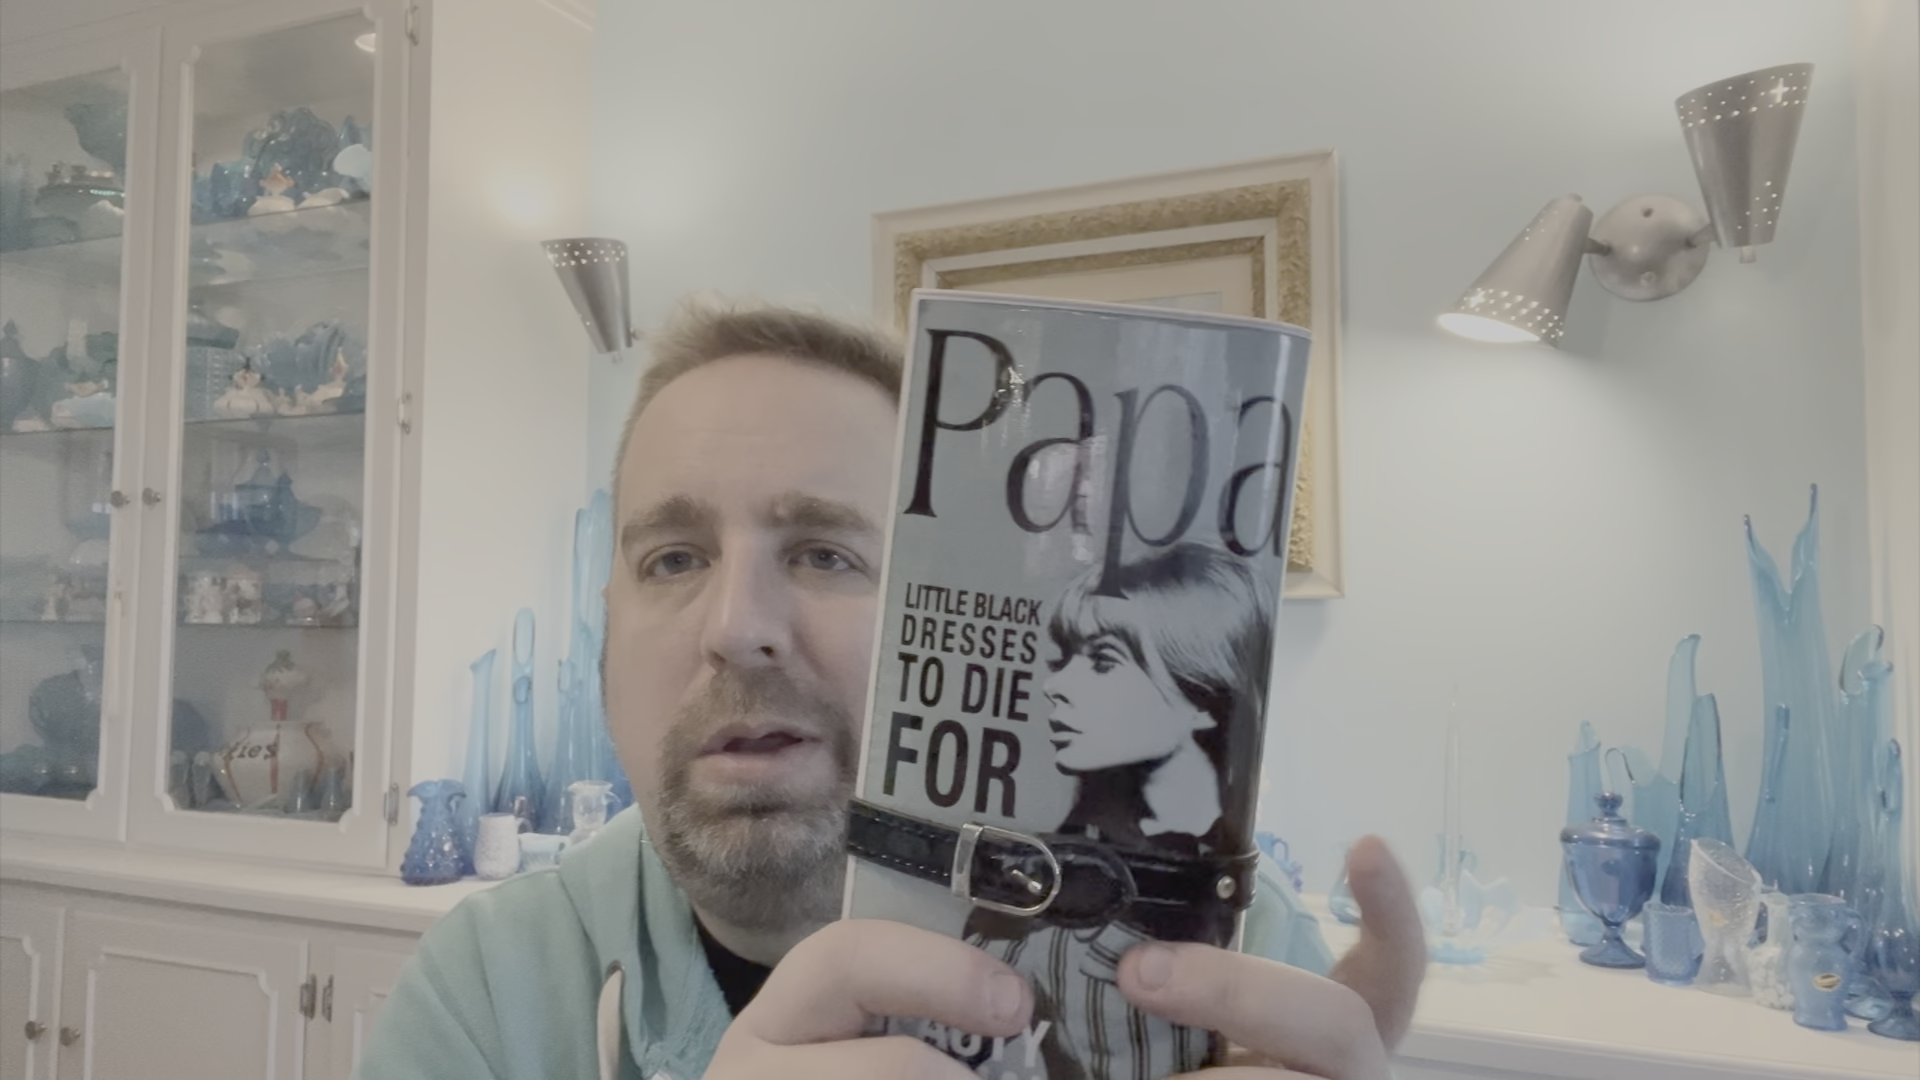 Papa
LITTLE BLACK
DRESSES
TO DIE
FOR